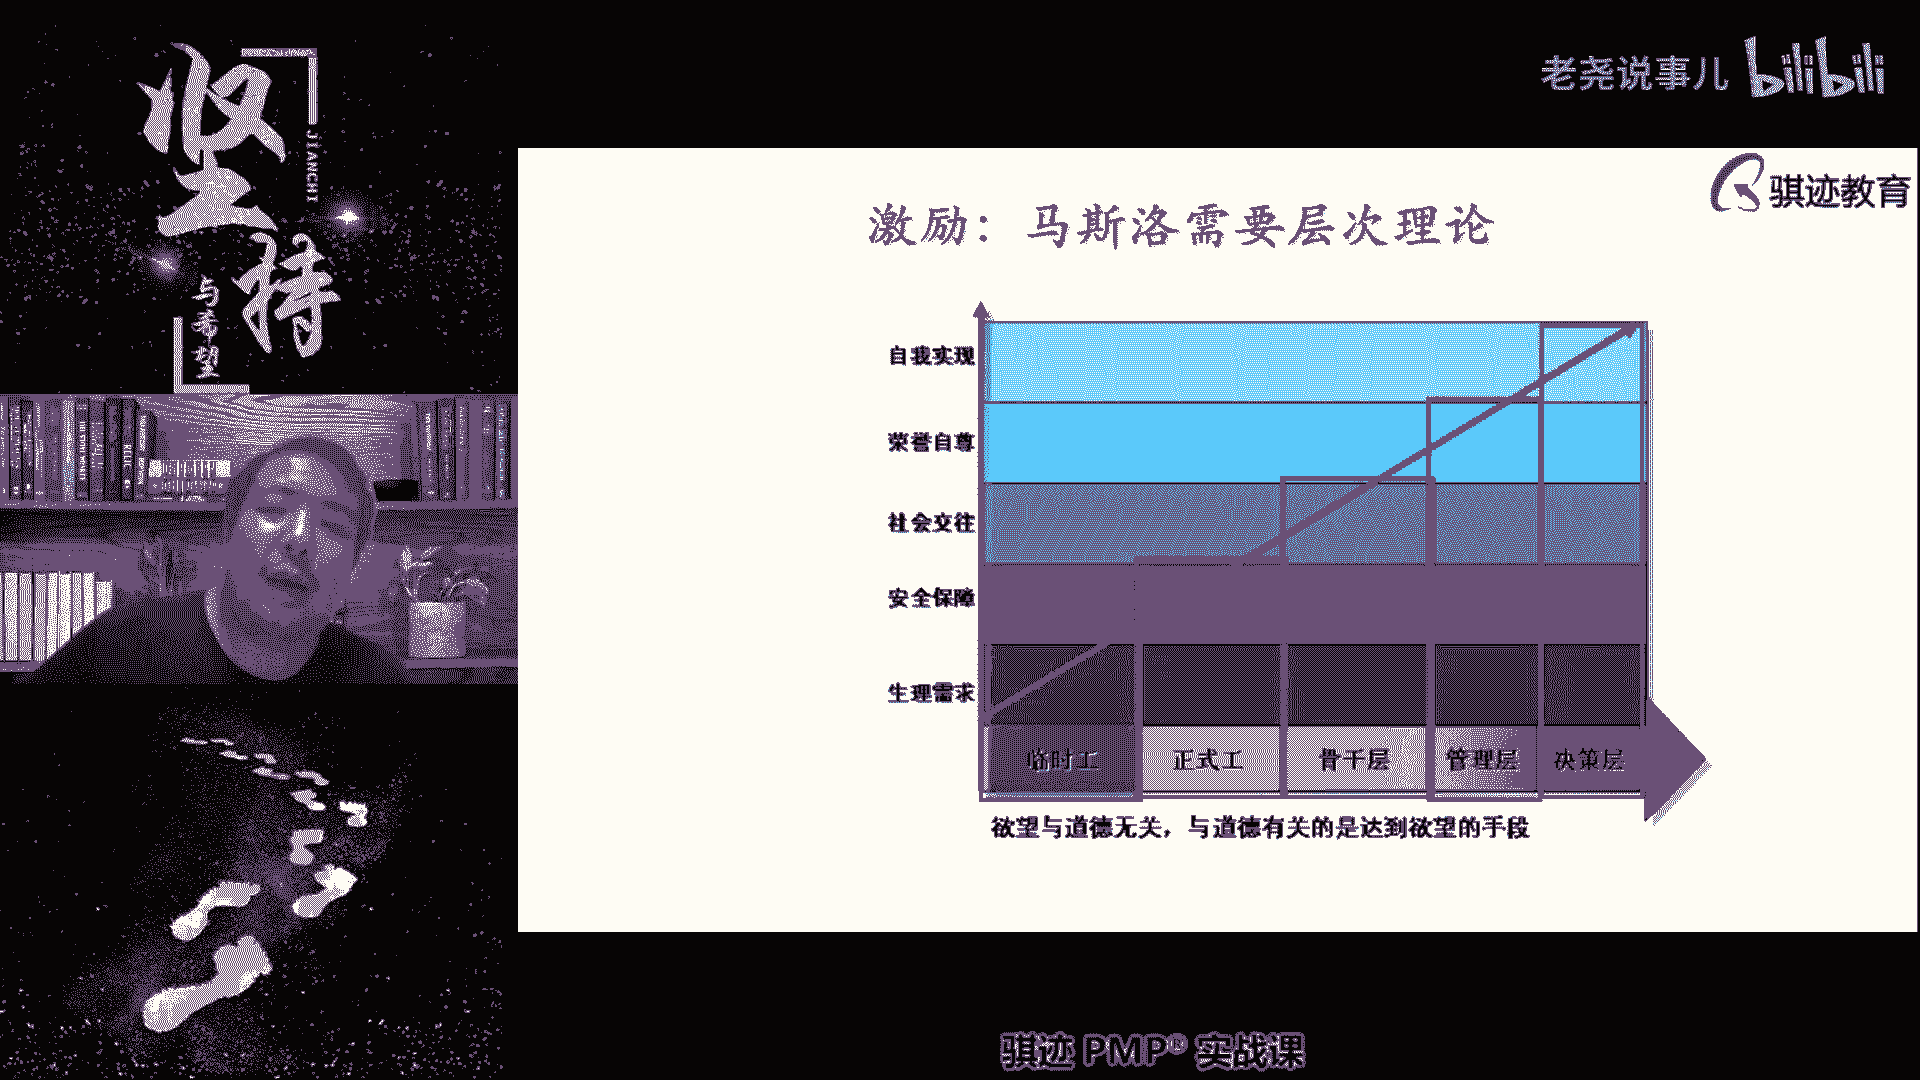 坚持
JIANCHI
与希望
老尧说事儿 bilibili
骐迹教育
激励：马斯洛需要层次理论
自我实现
荣誉自尊
社会交往
安全保障
生理需求
临时工 正式工 骨干层 管理层 决策层
欲望与道德无关，与道德有关的是达到欲望的手段
骐迹 PMP® 实战课